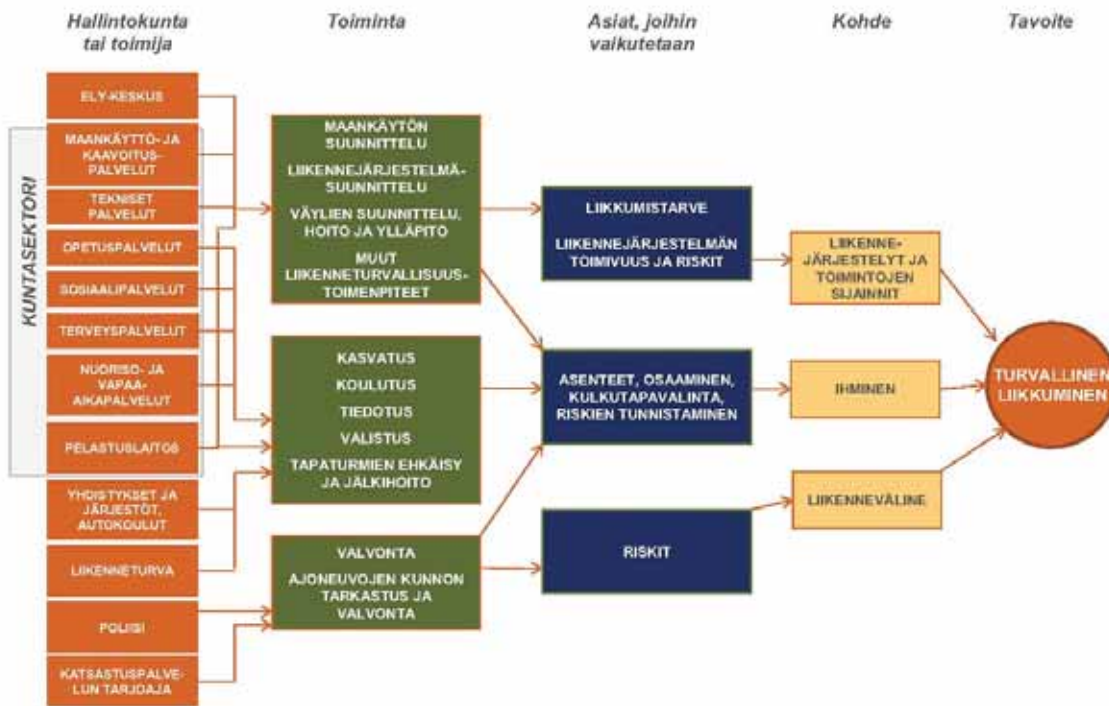 Hallintokunta
tai toimija
Toiminta
Asiat, joihin
vaikutetaan
Kohde
Tavoite
KUNTASEKTORI
ELY-KESKUS
MAANKÄYTTÖ- JA
KAAVOITUS-
PALVELUT
TEKNISET
PALVELUT
OPETUSPALVELUT
SOSIAALIPALVELUT
TERVEYSPALVELUT
NUORISO- JA
VAPAA-
AIKAPALVELUT
PELASTUSLAITOS
YHDISTYKSET JA
JÄRJESTÖT,
AUTOKOULUT
LIIKENNETURVA
POLIISI
KATSASTUSPALVE-
LUN TARJOAJA
MAANKÄYTÖN
SUUNNITTELU
LIIKENNEJÄRJESTELMÄ-
SUUNNITTELU
VÄYLIEN SUUNNITTELU,
HOITO JA YLLÄPITO
MUUT
LIIKENNETURVALLISUUS-
TOIMENPITEET
KASVATUS
KOULUTUS
TIEDOTUS
VALISTUS
TAPATURMIEN EHKÄISY
JA JÄLKIHOITO
VALVONTA
AJONEUVOJEN KUNNON
TARKASTUS JA
VALVONTA
LIIKKUMISTARVE
LIIKENNEJÄRJESTELMÄN
TOIMIVUUS JA RISKIT
ASENTEET, OSAAMINEN,
KULKUTAPAVALINTA,
RISKIEN TUNNISTAMINEN
RISKIT
LIIKENNE-
JÄRJESTELYT JA
TOIMINTOJEN
SIJAINNIT
IHMINEN
LIIKENNEVÄLINE
TURVALLINEN
LIIKKUMINEN